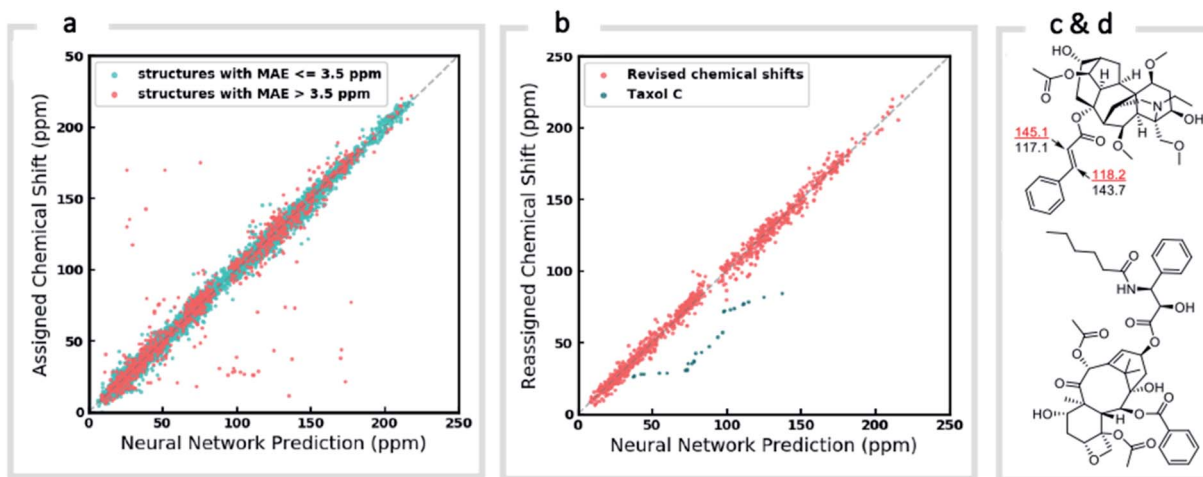 a
Assigned Chemical Shift (ppm)
50
200
150
100
50
0
structures with MAE <= 3.5 ppm
structures with MAE > 3.5 ppm
0 50 100 150 200 250
Neural Network Prediction (ppm)
b
Reassigned Chemical Shift (ppm)
250
200
150
100
50
0
Revised chemical shifts
Taxol C
0 50 100 150 200 250
Neural Network Prediction (ppm)
c & d
HO
O
H
H
O
O
N
H
OH
O
O
O
O
145.1
117.1
118.2
143.7
O
HN
OH
O
O
O
O
O
OH
HO
H
O
O
O
O
O